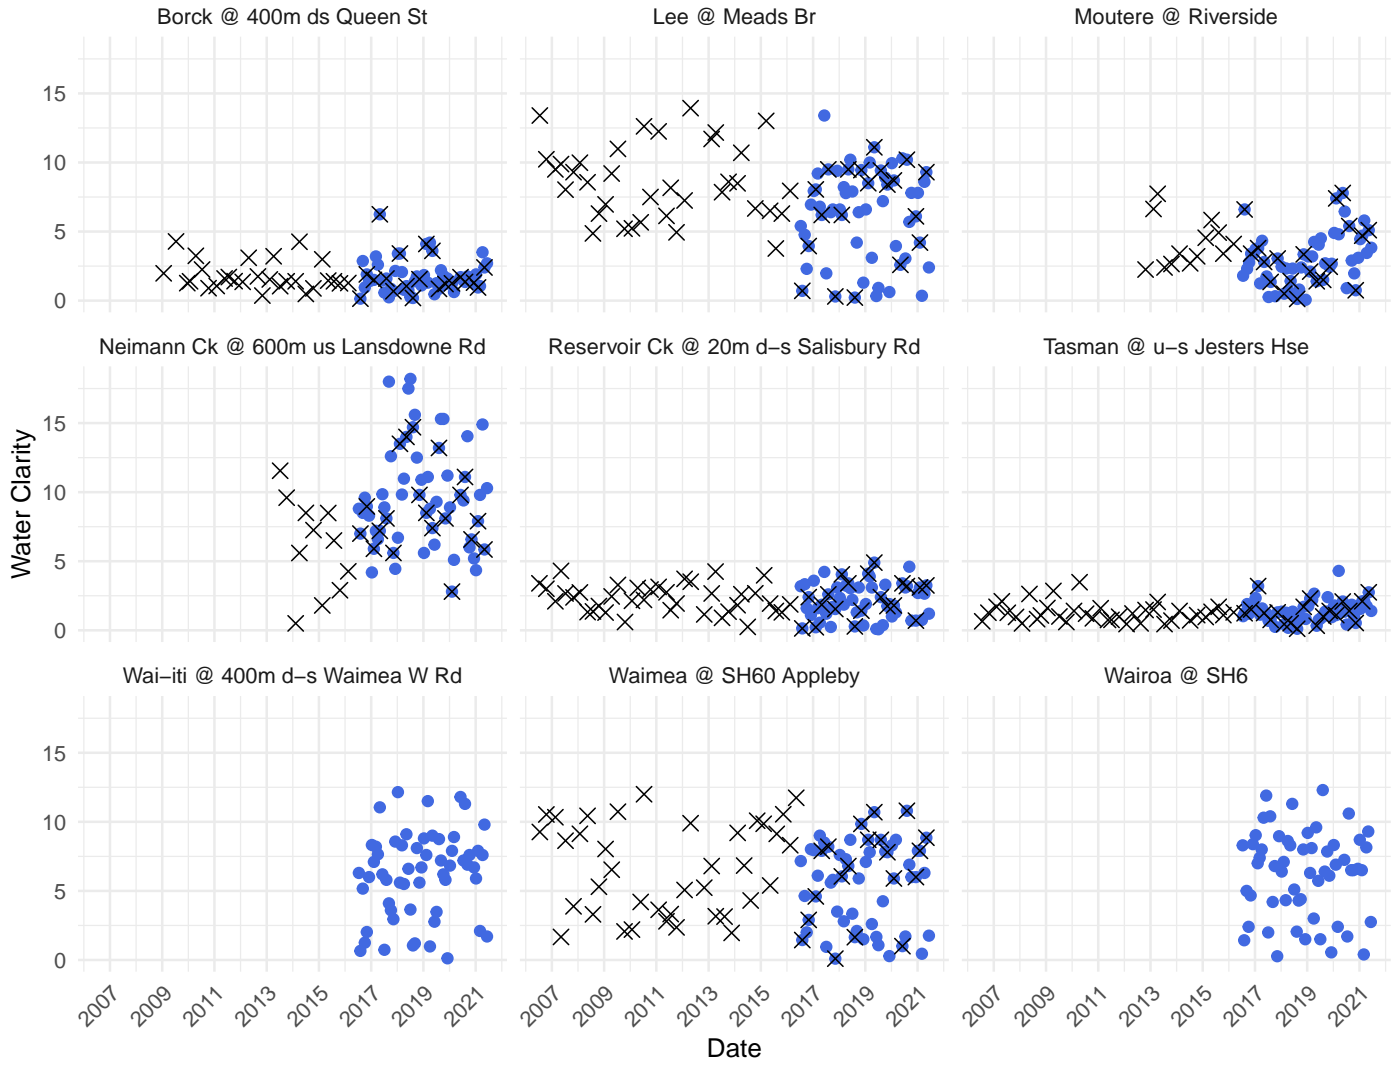 Borck @ 400m ds Queen St
Lee @ Meads Br
Moutere @ Riverside
15
10
5
0
Neimann Ck @ 600m us Lansdowne Rd
Reservoir Ck @ 20m d−s Salisbury Rd
Tasman @ u−s Jesters Hse
15
10
5
0
Water Clarity
Wai−iti @ 400m d−s Waimea W Rd
Waimea @ SH60 Appleby
Wairoa @ SH6
15
10
5
0
2007 2009 2011 2013 2015 2017 2019 2021
2007 2009 2011 2013 2015 2017 2019 2021
2007 2009 2011 2013 2015 2017 2019 2021
Date